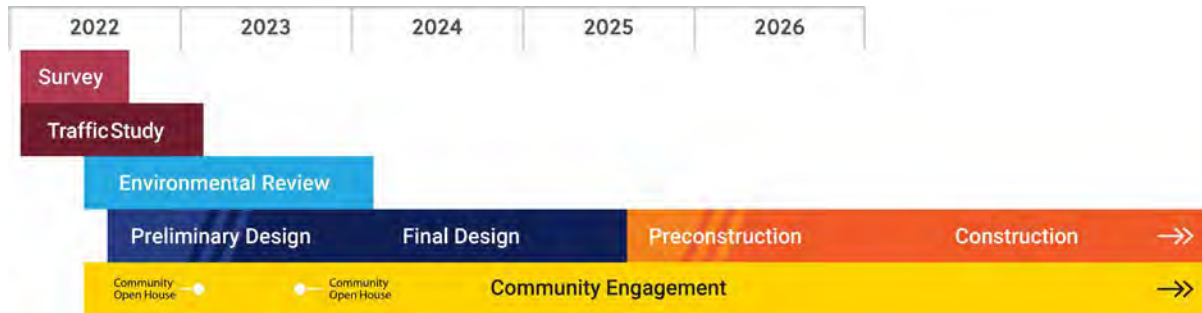 2022 2023 2024 2025 2026
Survey
Traffic Study
Environmental Review
Preliminary Design Final Design Preconstruction Construction
Community
Open House
Community
Open House
Community Engagement